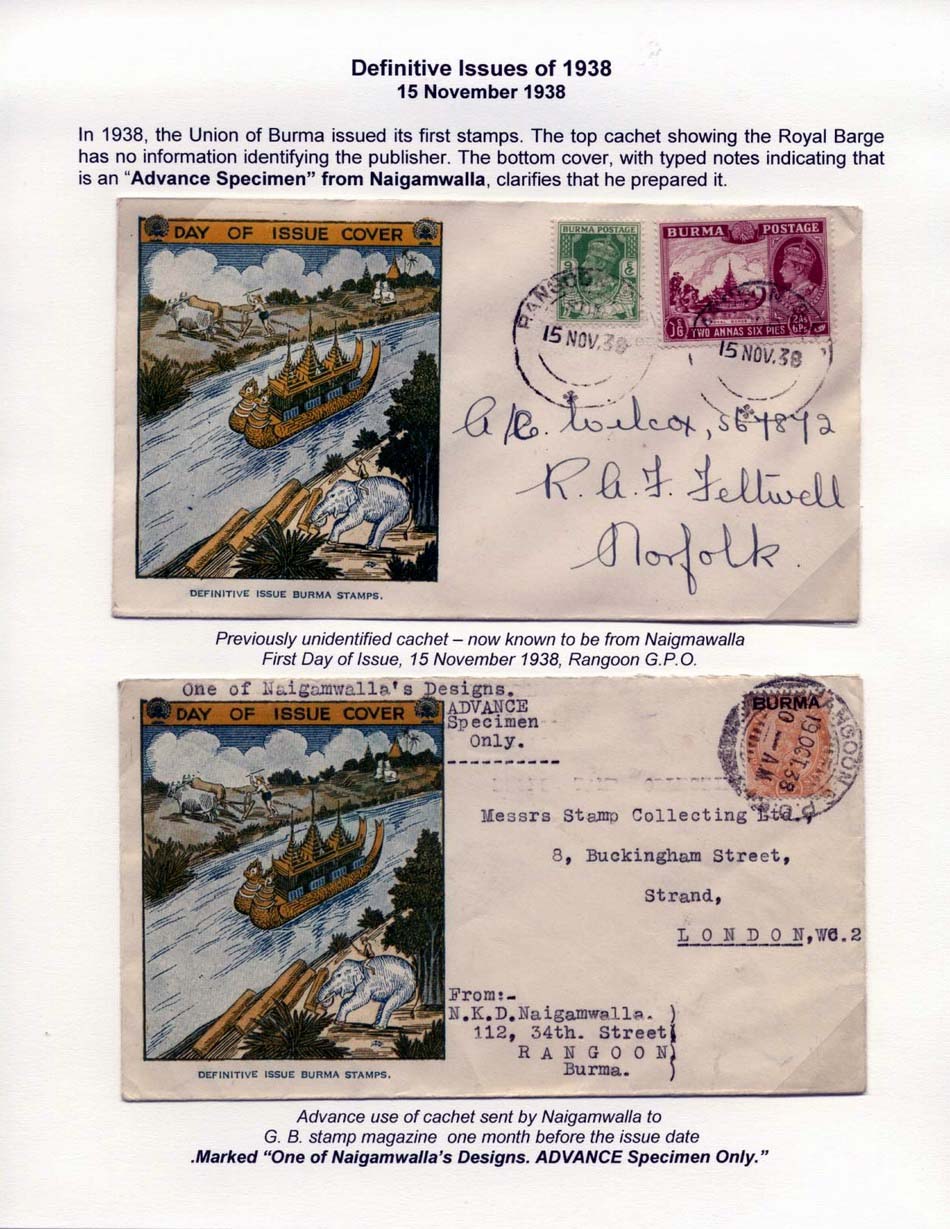 Definitive Issues of 1938
15 November 1938
In 1938, the Union of Burma issued its first stamps. The top cachet showing the Royal Barge
has no information identifying the publisher. The bottom cover, with typed notes indicating that
is an “Advance Specimen” from Naigamwalla, clarifies that he prepared it.
DAY OF ISSUE COVER
DEFINITIVE ISSUE BURMA STAMPS.
BURMA POSTAGE
BURMA POSTAGE
TWO ANNAS SIX PIES
2As 6Ps
RANGOON
15 NOV.38
RANGOON
15 NOV.38
A/C. Wilcox, 567872
R.A.F. Feltwell
Norfolk.
Previously unidentified cachet – now known to be from Naigmawalla
First Day of Issue, 15 November 1938, Rangoon G.P.O.
One of Naigamwalla's Designs.
ADVANCE
Specimen
Only.
DAY OF ISSUE COVER
DEFINITIVE ISSUE BURMA STAMPS.
BURMA
RANGOON G.P.O.
19 OCT.38
A.M
Messrs Stamp Collecting Ltd.,
8, Buckingham Street,
Strand,
LONDON, WC.2
From:-
N.K.D.Naigamwalla. )
112, 34th. Street)
RANGOON)
Burma. )
Advance use of cachet sent by Naigamwalla to
G. B. stamp magazine one month before the issue date
.Marked “One of Naigamwalla’s Designs. ADVANCE Specimen Only.”